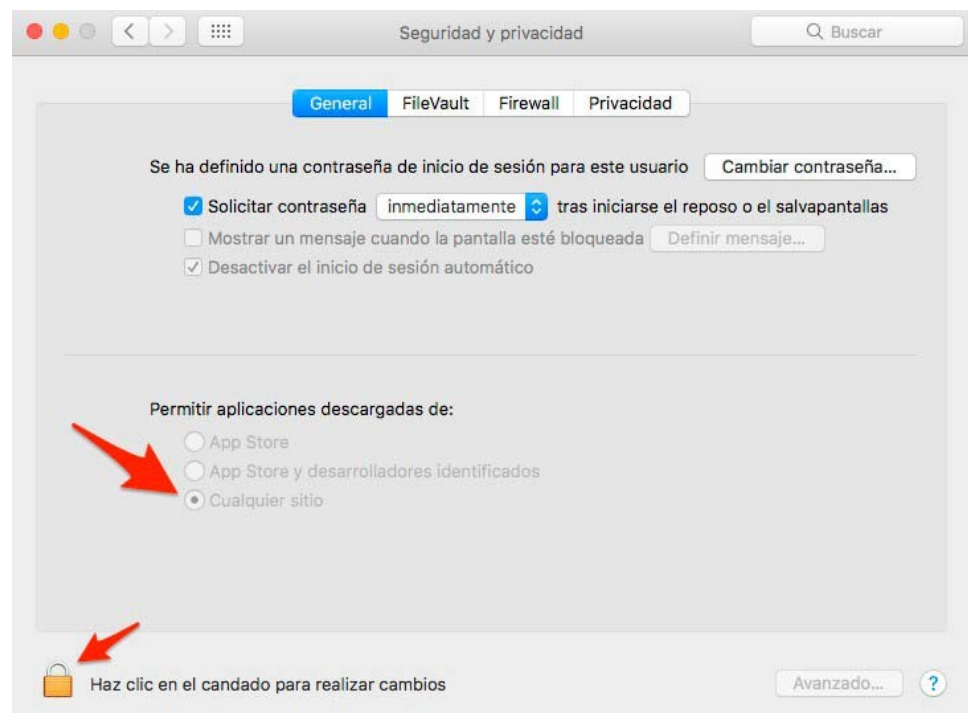 Seguridad y privacidad
Buscar
General FileVault Firewall Privacidad
Se ha definido una contraseña de inicio de sesión para este usuario Cambiar contraseña...
Solicitar contraseña inmediatamente tras iniciarse el reposo o el salvapantallas
Mostrar un mensaje cuando la pantalla esté bloqueada Definir mensaje...
Desactivar el inicio de sesión automático
Permitir aplicaciones descargadas de:
App Store
App Store y desarrolladores identificados
Cualquier sitio
Haz clic en el candado para realizar cambios
Avanzado... ?